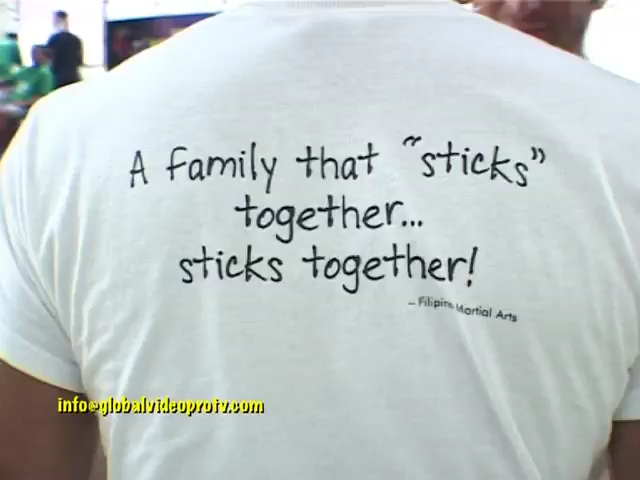 A family that "sticks"
together...
sticks together!
– Filipino Martial Arts
info@globalvideoprotv.com